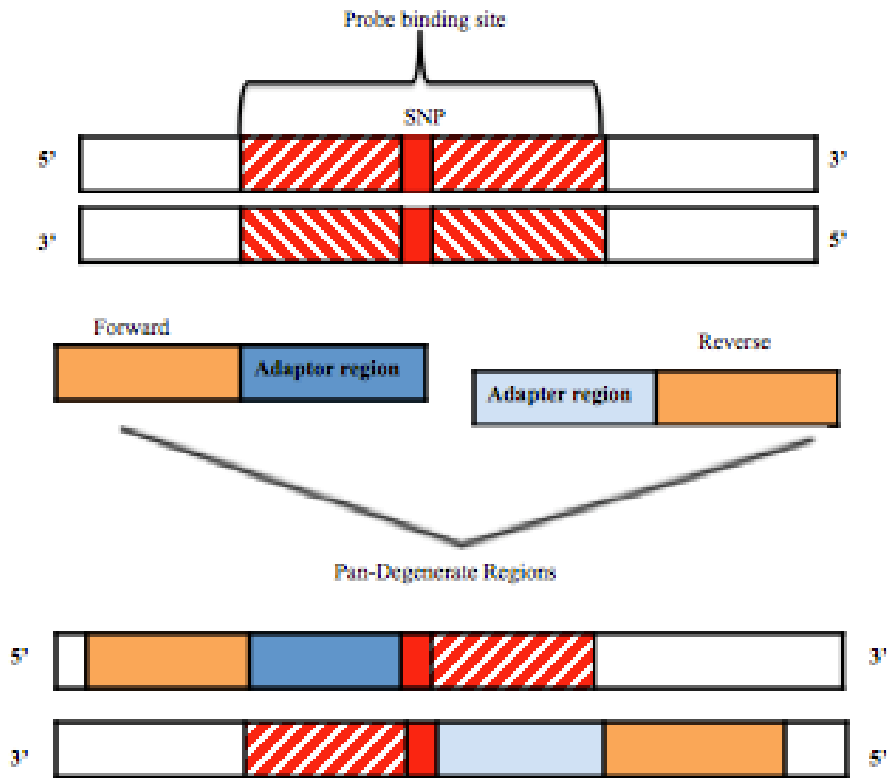 Probe binding site
SNP
5’ 3’
3’ 5’
Forward
Reverse
Adaptor region
Adapter region
Pan-Degenerate Regions
5’ 3’
3’ 5’